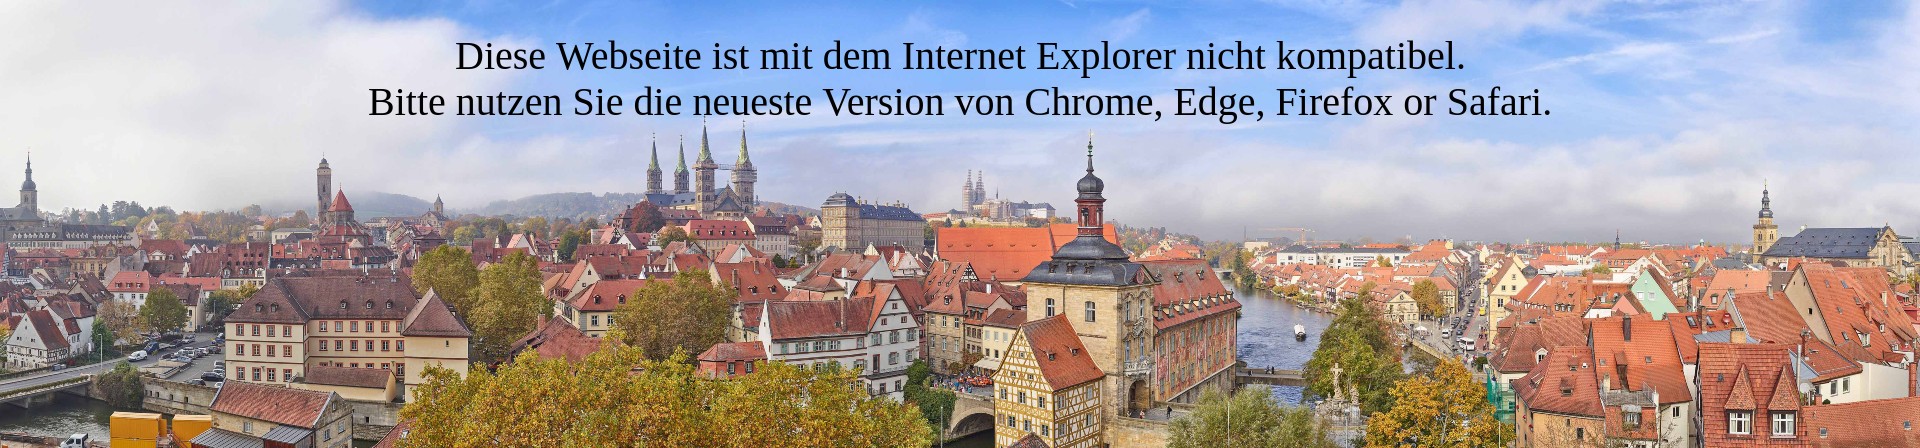 Diese Webseite ist mit dem Internet Explorer nicht kompatibel.
Bitte nutzen Sie die neueste Version von Chrome, Edge, Firefox or Safari.